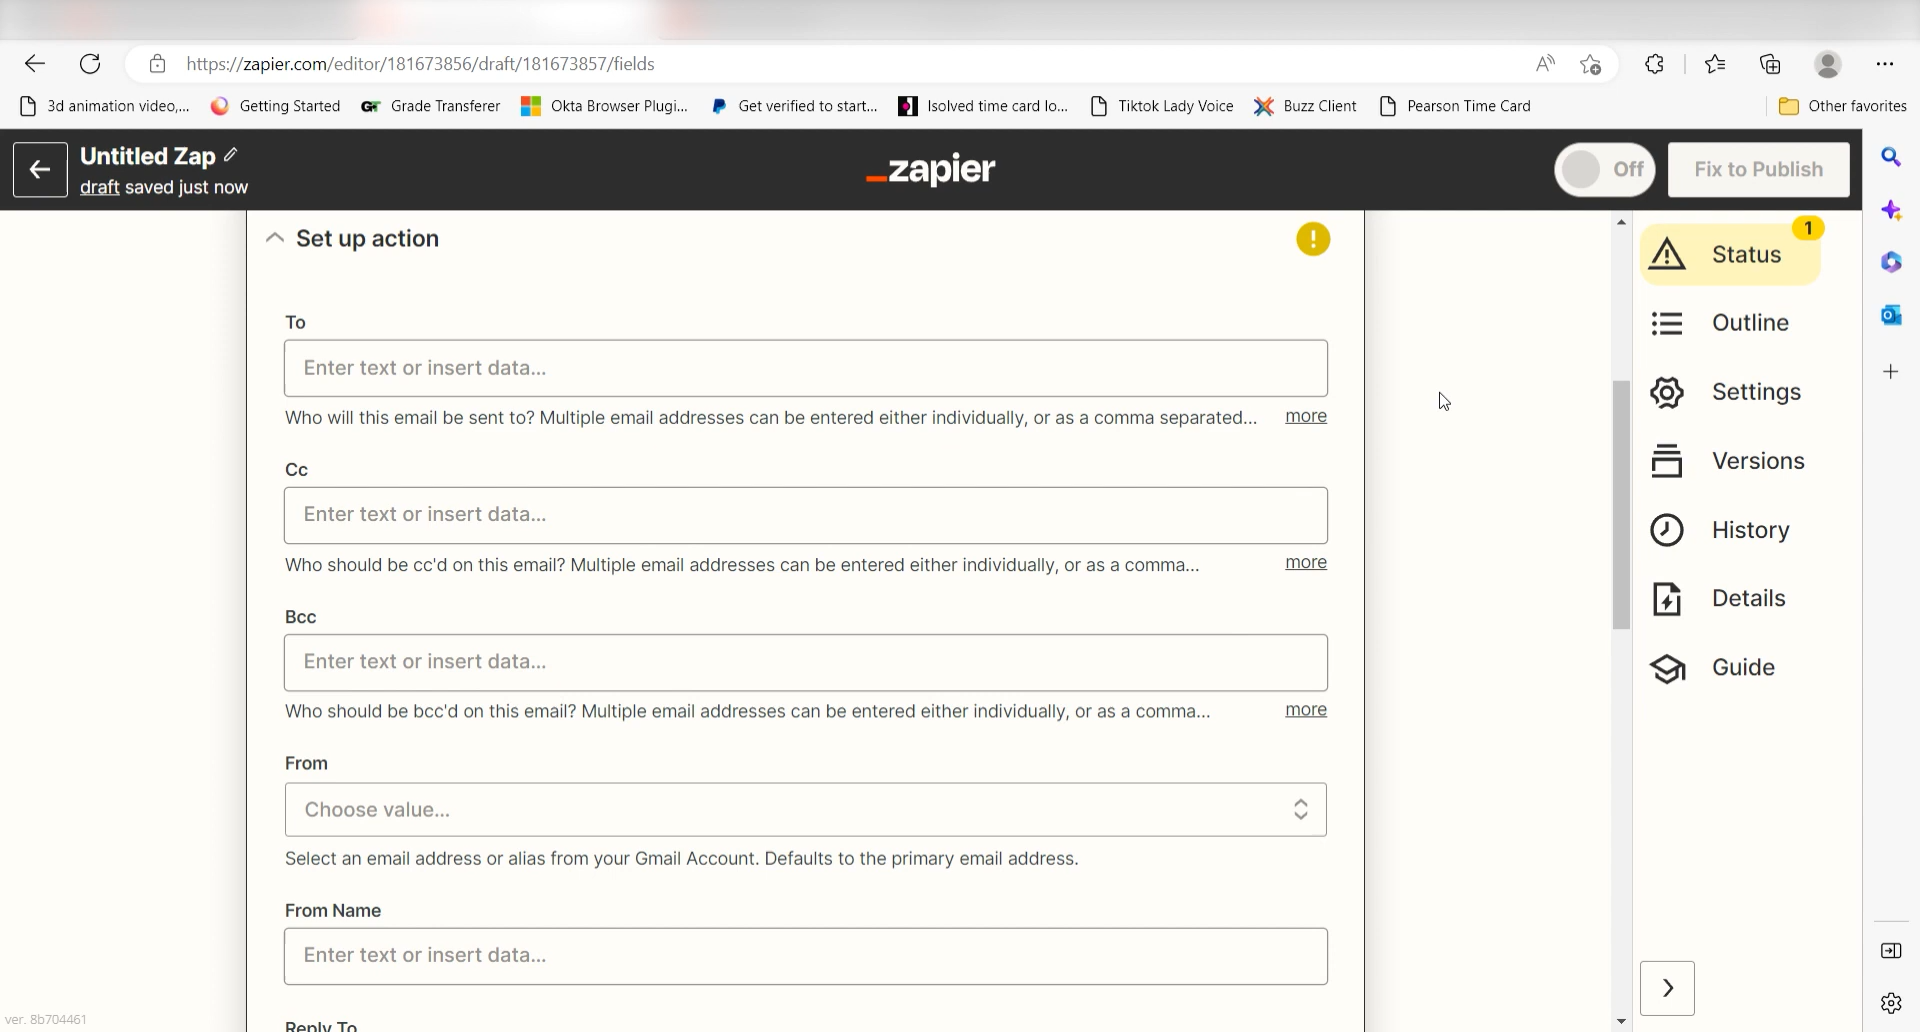 https://zapier.com/editor/181673856/draft/181673857/fields
3d animation video,... Getting Started Grade Transferer Okta Browser Plugi... Get verified to start... Isolved time card lo... Tiktok Lady Voice Buzz Client Pearson Time Card Other favorites
Untitled Zap
draft saved just now
_zapier
Off
Fix to Publish
Set up action
1
Status
Outline
Settings
Versions
History
Details
Guide
To
Enter text or insert data...
Who will this email be sent to? Multiple email addresses can be entered either individually, or as a comma separated... more
Cc
Enter text or insert data...
Who should be cc'd on this email? Multiple email addresses can be entered either individually, or as a comma... more
Bcc
Enter text or insert data...
Who should be bcc'd on this email? Multiple email addresses can be entered either individually, or as a comma... more
From
Choose value...
Select an email address or alias from your Gmail Account. Defaults to the primary email address.
From Name
Enter text or insert data...
Reply To
ver. 8b704461